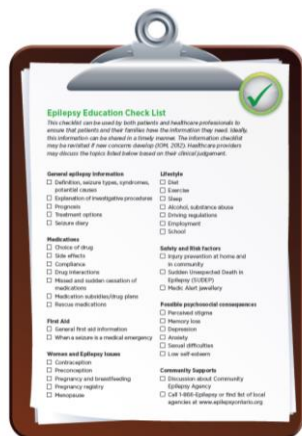 Epilepsy Education Check List
This checklist can be used by both patients and healthcare professionals to
ensure that patients and their families have the information they need. Ideally,
this information can be shared in a timely manner. The information checklist
may be revisited if new concerns develop (IOM, 2012). Healthcare providers
may discuss the topics listed below based on their clinical judgement.
General epilepsy information
Definition, seizure types, syndromes,
potential causes
Explanation of investigative procedures
Prognosis
Treatment options
Seizure diary
Medications
Choice of drug
Side effects
Compliance
Drug interactions
Missed and sudden cessation of
medications
Medication subsidies/drug plans
Rescue medications
First Aid
General first aid information
When a seizure is a medical emergency
Women and Epilepsy Issues
Contraception
Preconception
Pregnancy and breastfeeding
Pregnancy registry
Menopause
Lifestyle
Diet
Exercise
Sleep
Alcohol, substance abuse
Driving regulations
Employment
School
Safety and Risk factors
Injury prevention at home and
in community
Sudden Unexpected Death in
Epilepsy (SUDEP)
Medic Alert jewellery
Possible psychosocial consequences
Perceived stigma
Memory loss
Depression
Anxiety
Sexual difficulties
Low self-esteem
Community Supports
Discussion about Community
Epilepsy Agency
Call 1-866-Epilepsy or find list of local
agencies at www.epilepsyontario.org